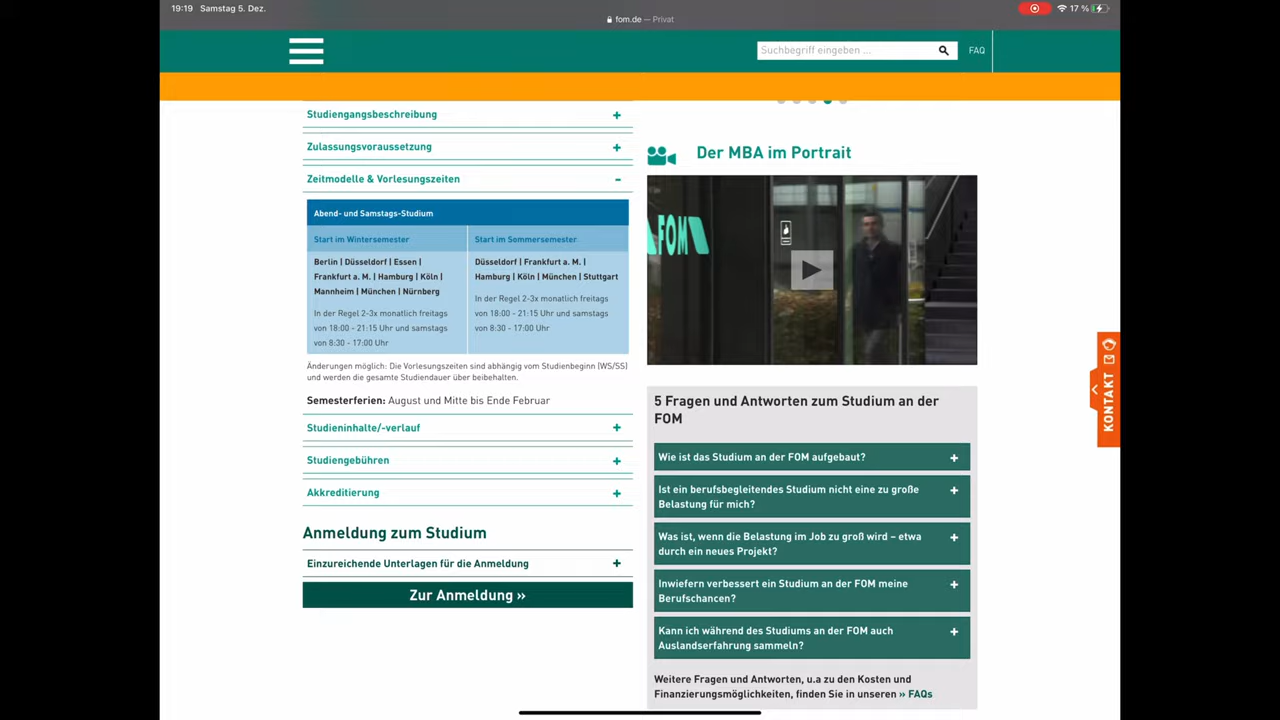 19:19 Samstag 5. Dez.
17 %
fom.de — Privat
Suchbegriff eingeben ...
FAQ
Studiengangsbeschreibung +
Zulassungsvoraussetzung +
Zeitmodelle & Vorlesungszeiten -
Abend- und Samstags-Studium
Start im Wintersemester
Berlin | Düsseldorf | Essen |
Frankfurt a. M. | Hamburg | Köln |
Mannheim | München | Nürnberg
In der Regel 2-3x monatlich freitags
von 18:00 - 21:15 Uhr und samstags
von 8:30 - 17:00 Uhr
Start im Sommersemester
Düsseldorf | Frankfurt a. M. |
Hamburg | Köln | München | Stuttgart
In der Regel 2-3x monatlich freitags
von 18:00 - 21:15 Uhr und samstags
von 8:30 - 17:00 Uhr
Änderungen möglich: Die Vorlesungszeiten sind abhängig vom Studienbeginn (WS/SS)
und werden die gesamte Studiendauer über beibehalten.
Semesterferien: August und Mitte bis Ende Februar
Studieninhalte/-verlauf +
Studiengebühren +
Akkreditierung +
Anmeldung zum Studium
Einzureichende Unterlagen für die Anmeldung +
Zur Anmeldung »
Der MBA im Portrait
FOM
5 Fragen und Antworten zum Studium an der
FOM
Wie ist das Studium an der FOM aufgebaut? +
Ist ein berufsbegleitendes Studium nicht eine zu große +
Belastung für mich?
Was ist, wenn die Belastung im Job zu groß wird – etwa +
durch ein neues Projekt?
Inwiefern verbessert ein Studium an der FOM meine +
Berufschancen?
Kann ich während des Studiums an der FOM auch +
Auslandserfahrung sammeln?
Weitere Fragen und Antworten, u.a zu den Kosten und
Finanzierungsmöglichkeiten, finden Sie in unseren » FAQs
KONTAKT